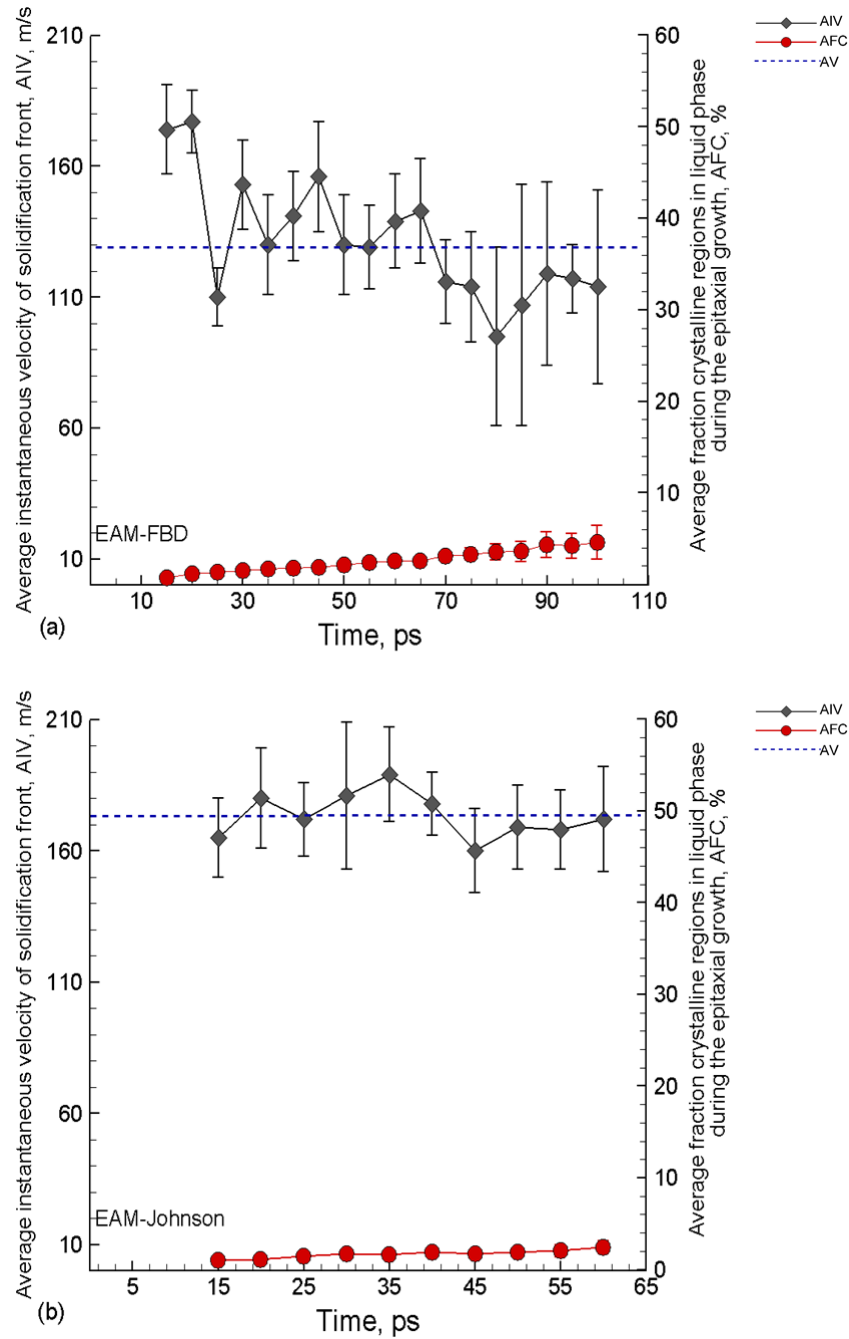 210
160
110
60
10
Average instantaneous velocity of solidification front, AIV, m/s
60
50
40
30
20
10
Average fraction crystalline regions in liquid phase
during the epitaxial growth, AFC, %
AIV
AFC
AV
EAM-FBD
10 30 50 70 90 110
(a)
Time, ps
210
160
110
60
10
Average instantaneous velocity of solidification front, AIV, m/s
60
50
40
30
20
10
0
Average fraction crystalline regions in liquid phase
during the epitaxial growth, AFC, %
AIV
AFC
AV
EAM-Johnson
5 15 25 35 45 55 65
(b)
Time, ps